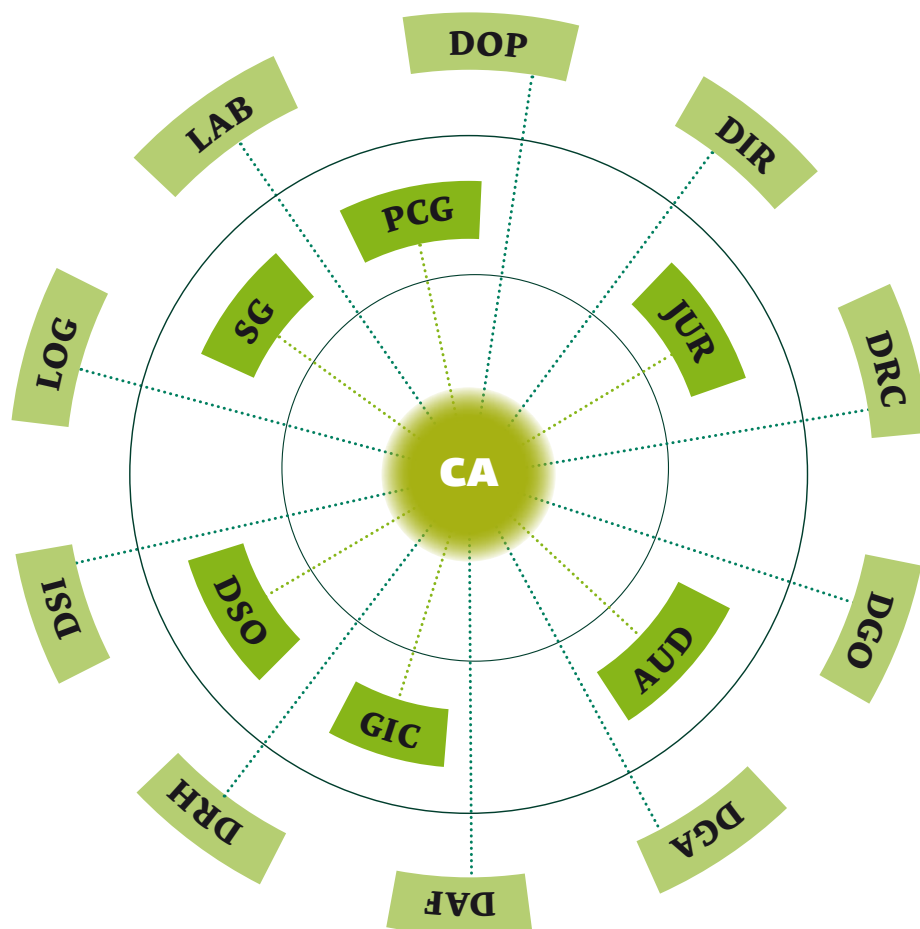 DOP
LAB
DIR
PCG
SG
JUR
LOG
DRC
CA
DSI
DSO
DGO
AUD
GIC
DRH
DGA
DAF